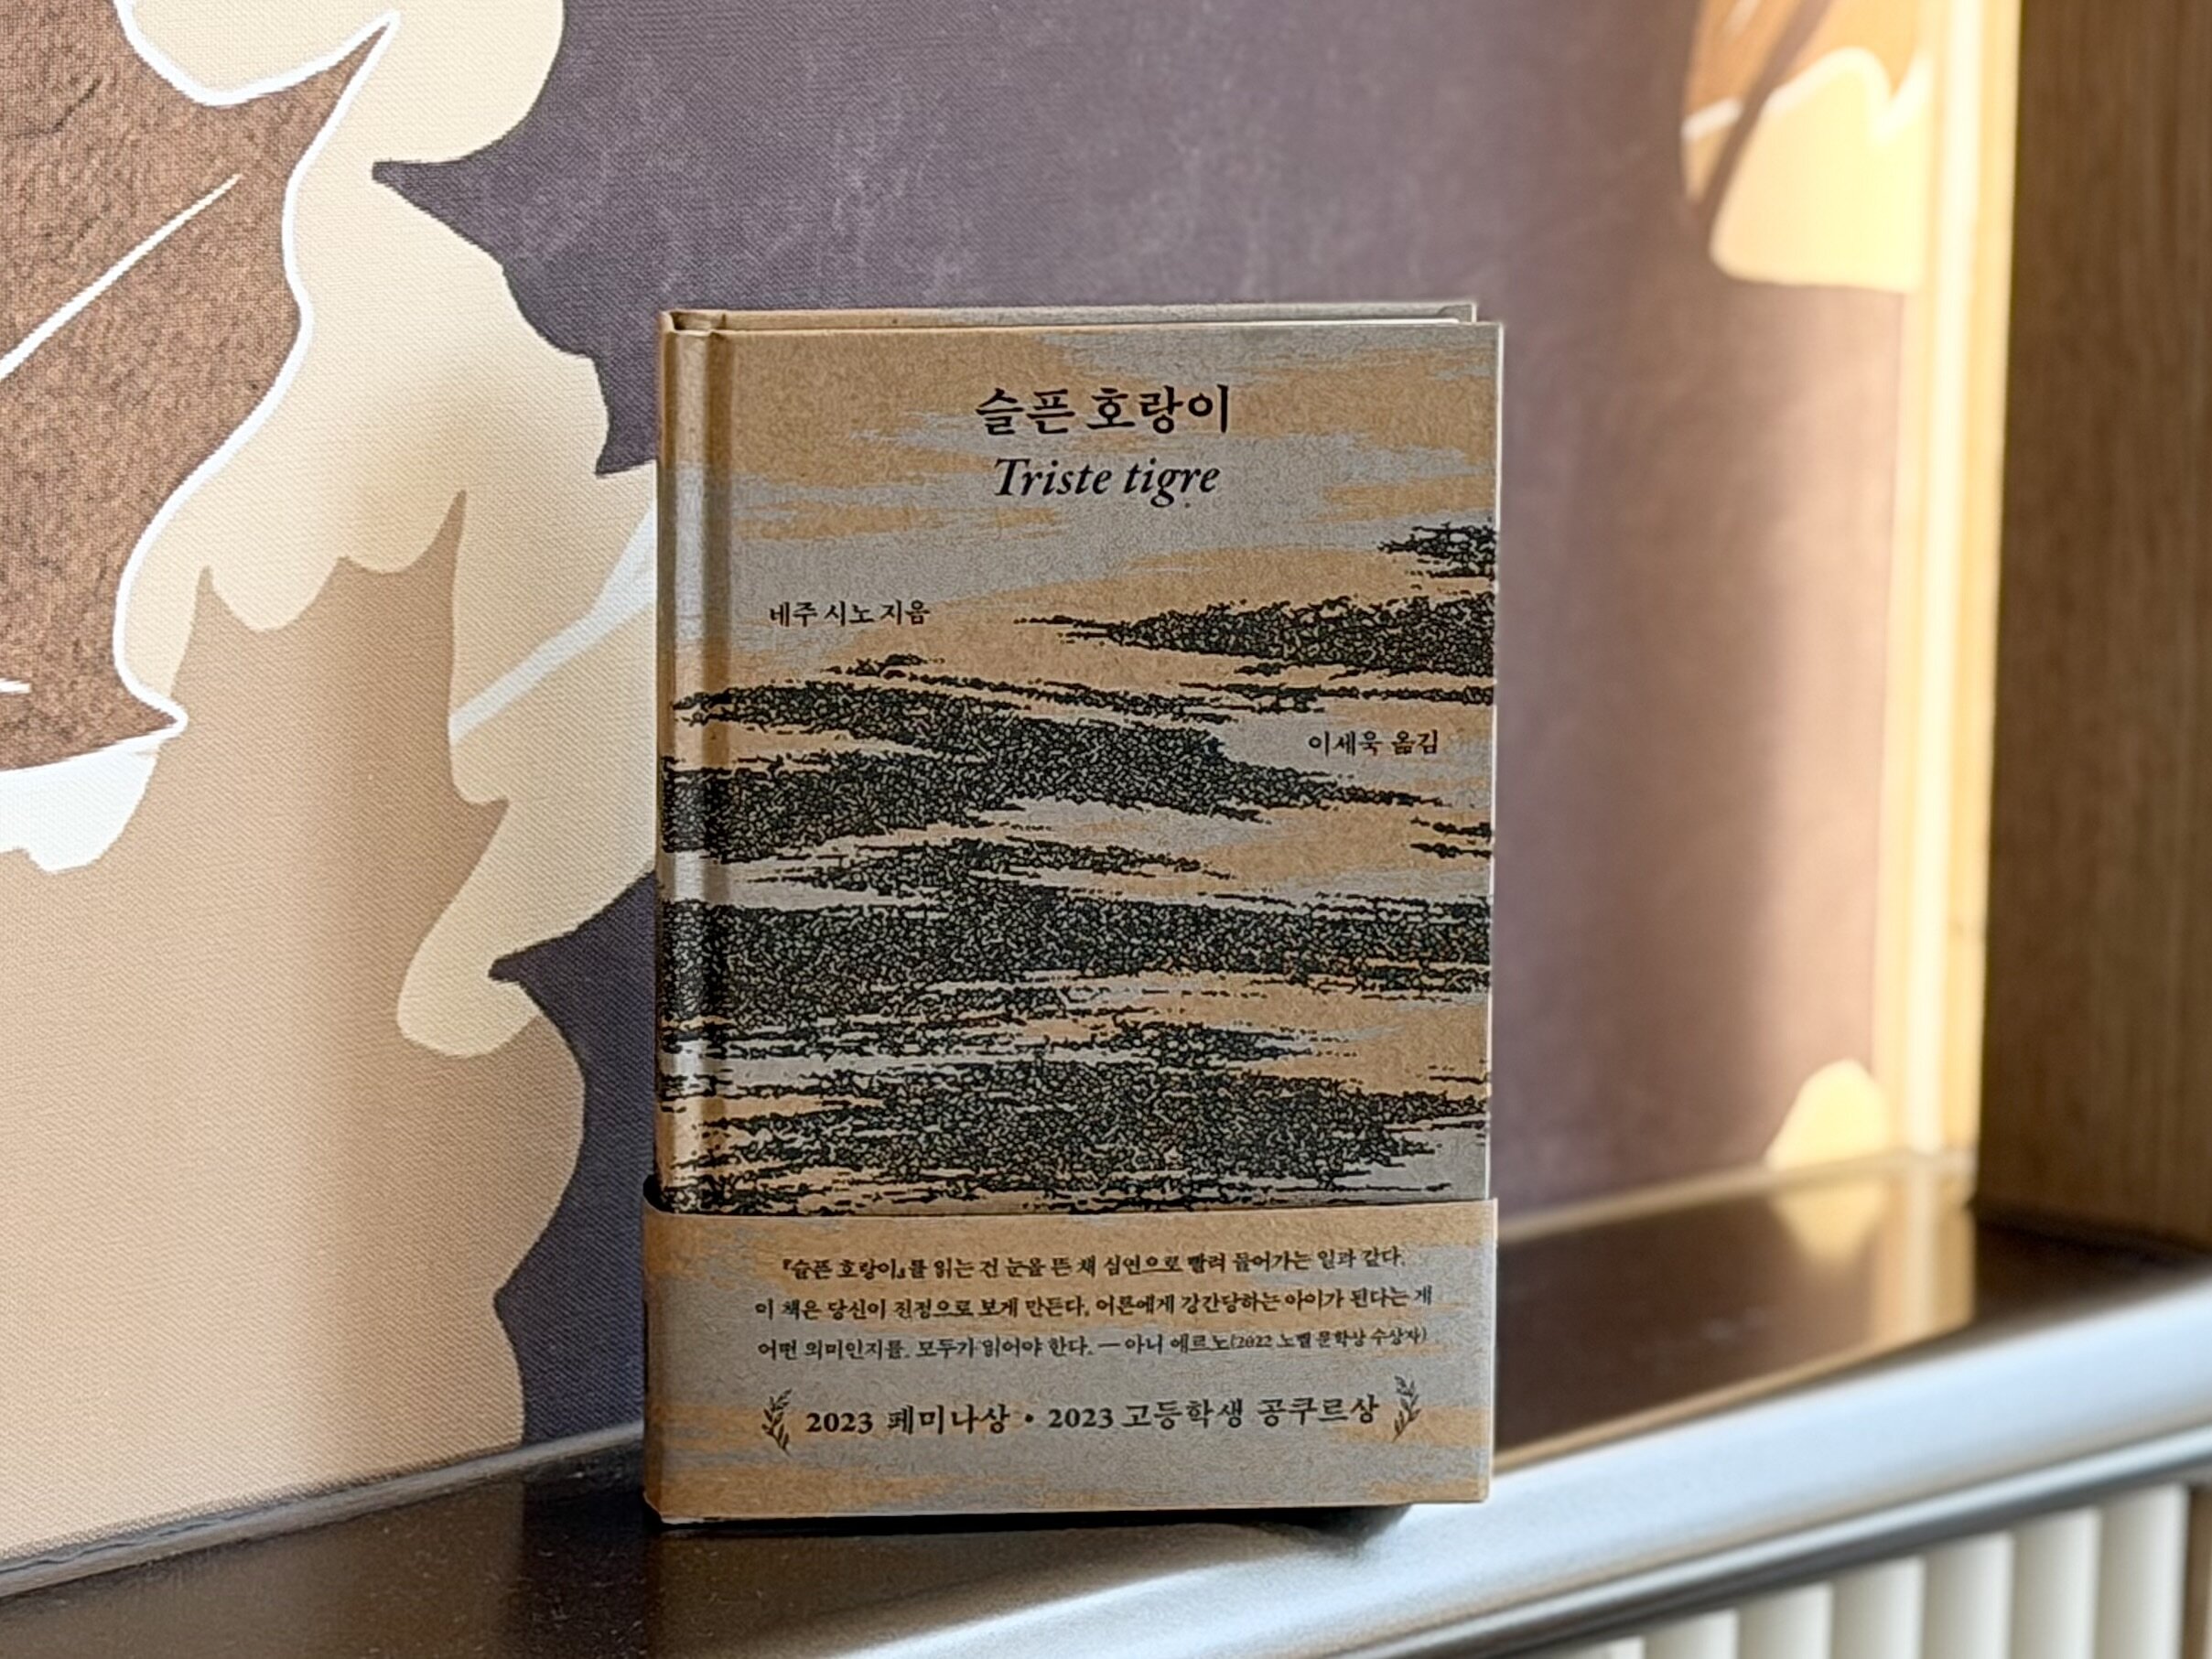 슬픈 호랑이
Triste tigre
네주 시노 지음
이세욱 옮김
『슬픈 호랑이』를 읽는 건 눈을 뜬 채 심연으로 빨려 들어가는 일과 같다.
이 책은 당신이 진정으로 보게 만든다, 어른에게 강간당하는 아이가 된다는 게
어떤 의미인지를. 모두가 읽어야 한다. — 아니 에르노(2022 노벨 문학상 수상자)
2023 페미나상 • 2023 고등학생 공쿠르상